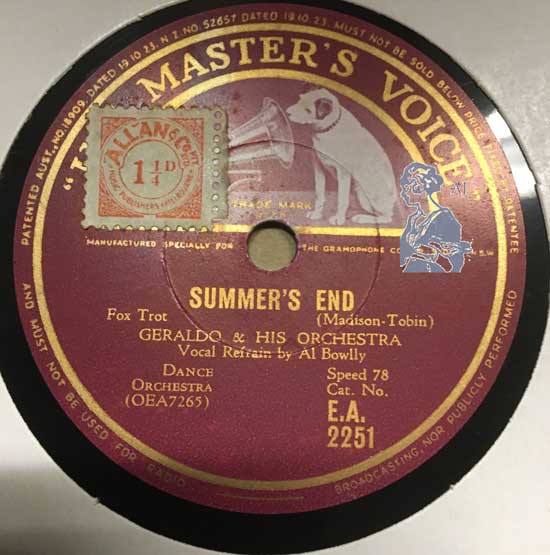 PATENTED AUST. NO. 18909, DATED 19.10.23. N.Z. NO. 52657 DATED 19.10.23. MUST NOT BE SOLD BELOW PRICE
MASTER'S VOICE"
ALLAN & CO.
1¼D
TRADE MARK
MANUFACTURED SPECIALLY FOR THE GRAMOPHONE CO
N.S.W
AI
SUMMER'S END
Fox Trot (Madison-Tobin)
GERALDO & HIS ORCHESTRA
Vocal Refrain by Al Bowlly
DANCE Speed 78
ORCHESTRA Cat. No.
(OEA7265) E.A.
2251
AND MUST NOT BE USED FOR RADIO BROADCASTING, NOR PUBLICLY PERFORMED